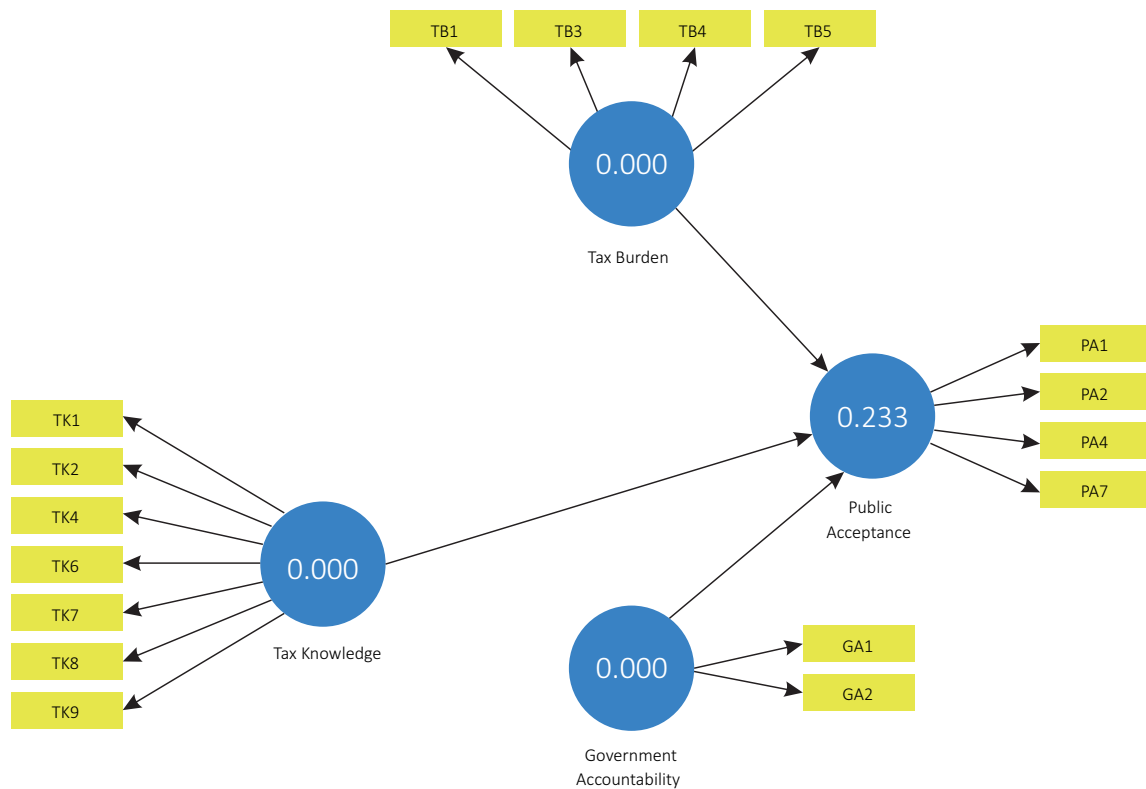 TB1
TB3
TB4
TB5
0.000
Tax Burden
PA1
PA2
PA4
PA7
0.233
Public
Acceptance
TK1
TK2
TK4
TK6
TK7
TK8
TK9
0.000
Tax Knowledge
GA1
GA2
0.000
Government
Accountability